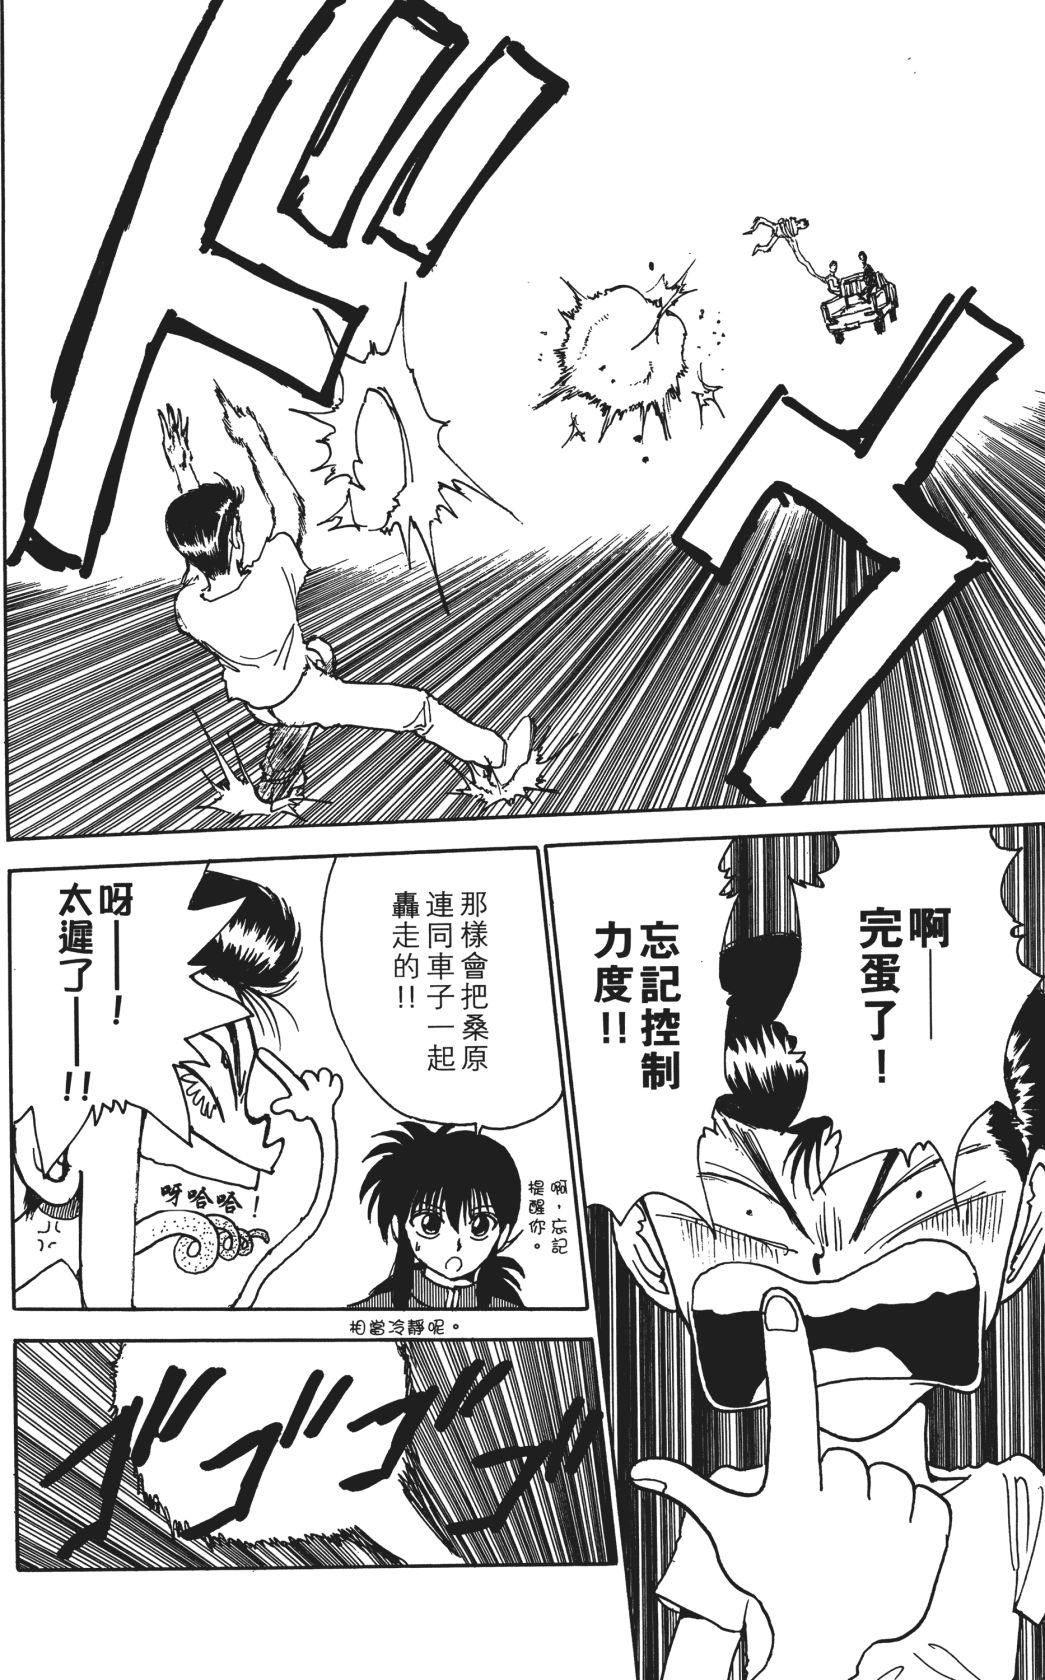 ドウ
啊——
完蛋了！
忘記控制
力度!!
那樣會把桑原
連同車子一起
轟走的!!
啊，忘記
提醒你。
相當冷靜呢。
呀——！
太遲了——!!
呀哈哈！
ゴゴゴゴ